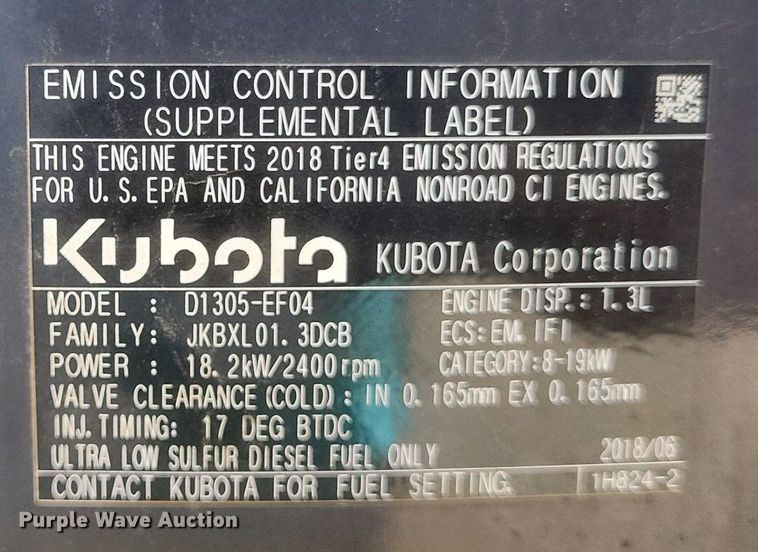 EMISSION CONTROL INFORMATION
(SUPPLEMENTAL LABEL)
THIS ENGINE MEETS 2018 Tier4 EMISSION REGULATIONS
FOR U.S.EPA AND CALIFORNIA NONROAD CI ENGINES.
Kubota KUBOTA Corporation
MODEL : D1305-EF04 ENGINE DISP.: 1.3L
FAMILY: JKBXL01.3DCB ECS:EM.IFI
POWER : 18.2kW/2400rpm CATEGORY:8-19kW
VALVE CLEARANCE(COLD): IN 0.165mm EX 0.165mm
INJ.TIMING: 17 DEG BTDC
ULTRA LOW SULFUR DIESEL FUEL ONLY 2018/06
CONTACT KUBOTA FOR FUEL SETTING. 1H824-2
Purple Wave Auction